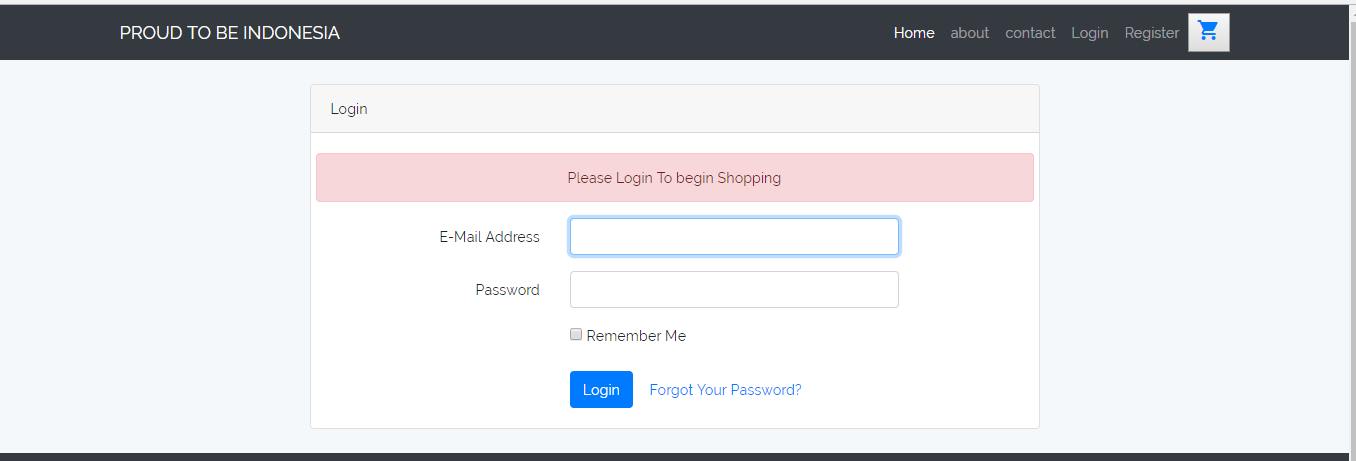 PROUD TO BE INDONESIA
Home about contact Login Register
Login
Please Login To begin Shopping
E-Mail Address
Password
Remember Me
Login Forgot Your Password?